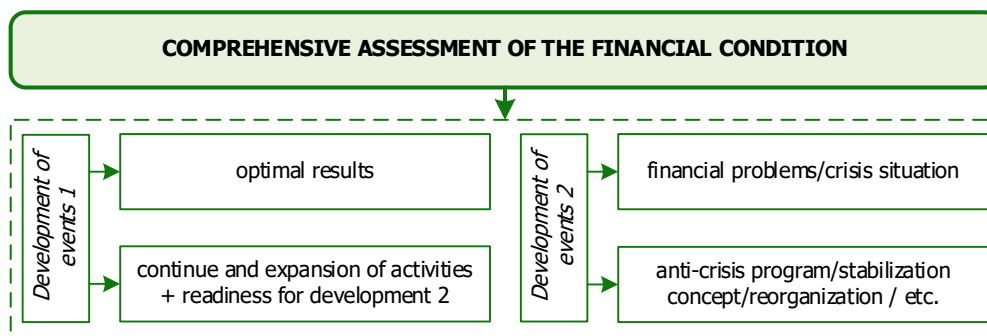 COMPREHENSIVE ASSESSMENT OF THE FINANCIAL CONDITION
Development of
events 1
optimal results
continue and expansion of activities
+ readiness for development 2
Development of
events 2
financial problems/crisis situation
anti-crisis program/stabilization
concept/reorganization / etc.